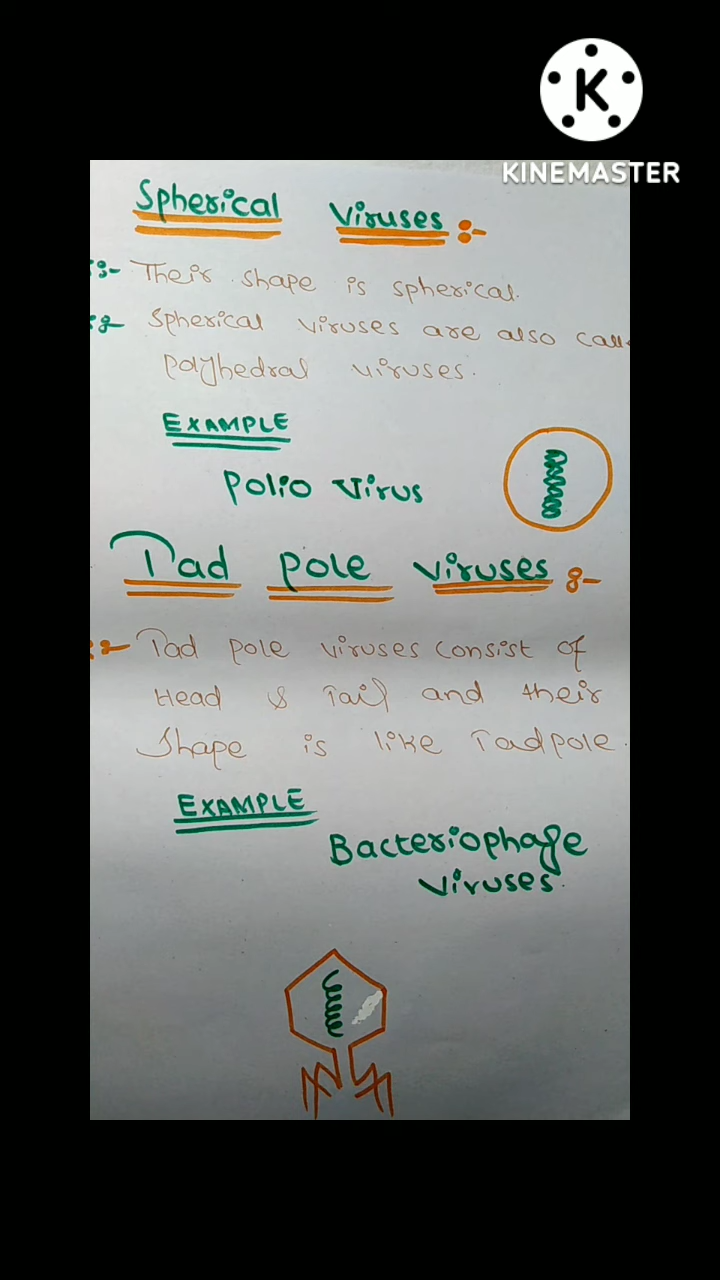 K
KINEMASTER
Spherical Viruses :-
:- Their shape is spherical.
:- Spherical viruses are also call
Polyhedral viruses.
EXAMPLE
Polio Virus
Tad pole viruses :-
:- Tad pole viruses consist of
Head & Tail and their
Shape is like Tadpole.
EXAMPLE
Bacteriophage
viruses.